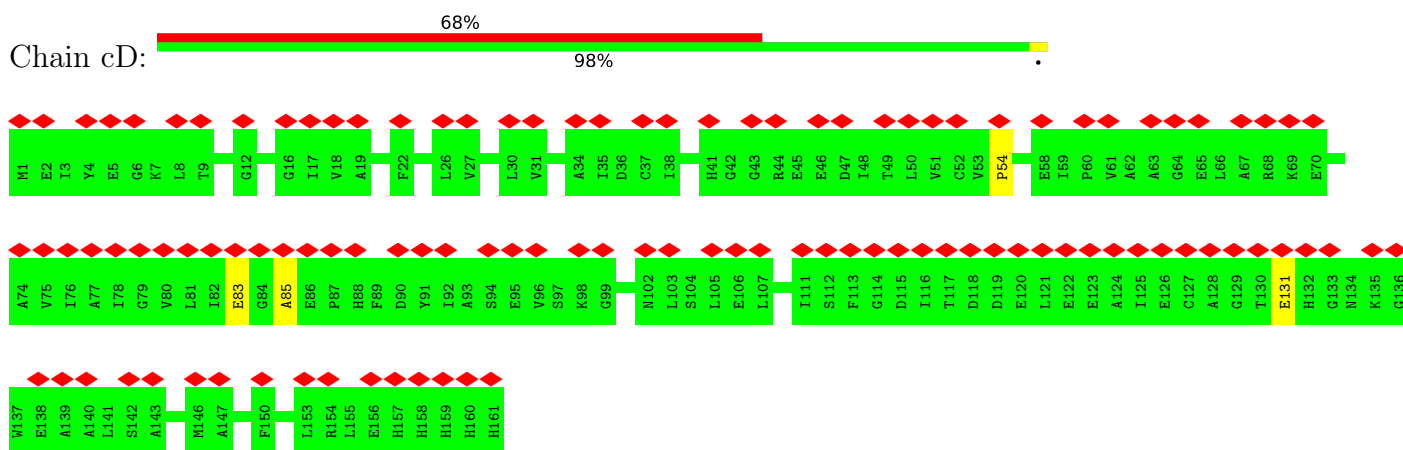 68%
Chain cD:
98%
•
M1 E2 I3 Y4 E5 G6 K7 L8 T9 G12 G16 I17 V18 A19 F22 L26 V27 L30 V31 A34 I35 D36 C37 I38 H41 G42 G43 R44 E45 E46 D47 I48 T49 L50 V51 C52 V53 P54 E58 I59 P60 V61 A62 A63 G64 E65 L66 A67 R68 K69 E70
A74 V75 I76 A77 I78 G79 V80 L81 I82 E83 G84 A85 E86 P87 H88 F89 D90 Y91 I92 A93 S94 E95 V96 S97 K98 G99 N102 L103 S104 L105 E106 L107 I111 S112 F113 G114 D115 I116 T117 D118 D119 E120 L121 E122 E123 A124 I125 E126 C127 A128 G129 T130 E131 H132 G133 N134 K135 G136
W137 E138 A139 A140 L141 S142 A143 M146 A147 F150 L153 R154 L155 E156 H157 H158 H159 H160 H161